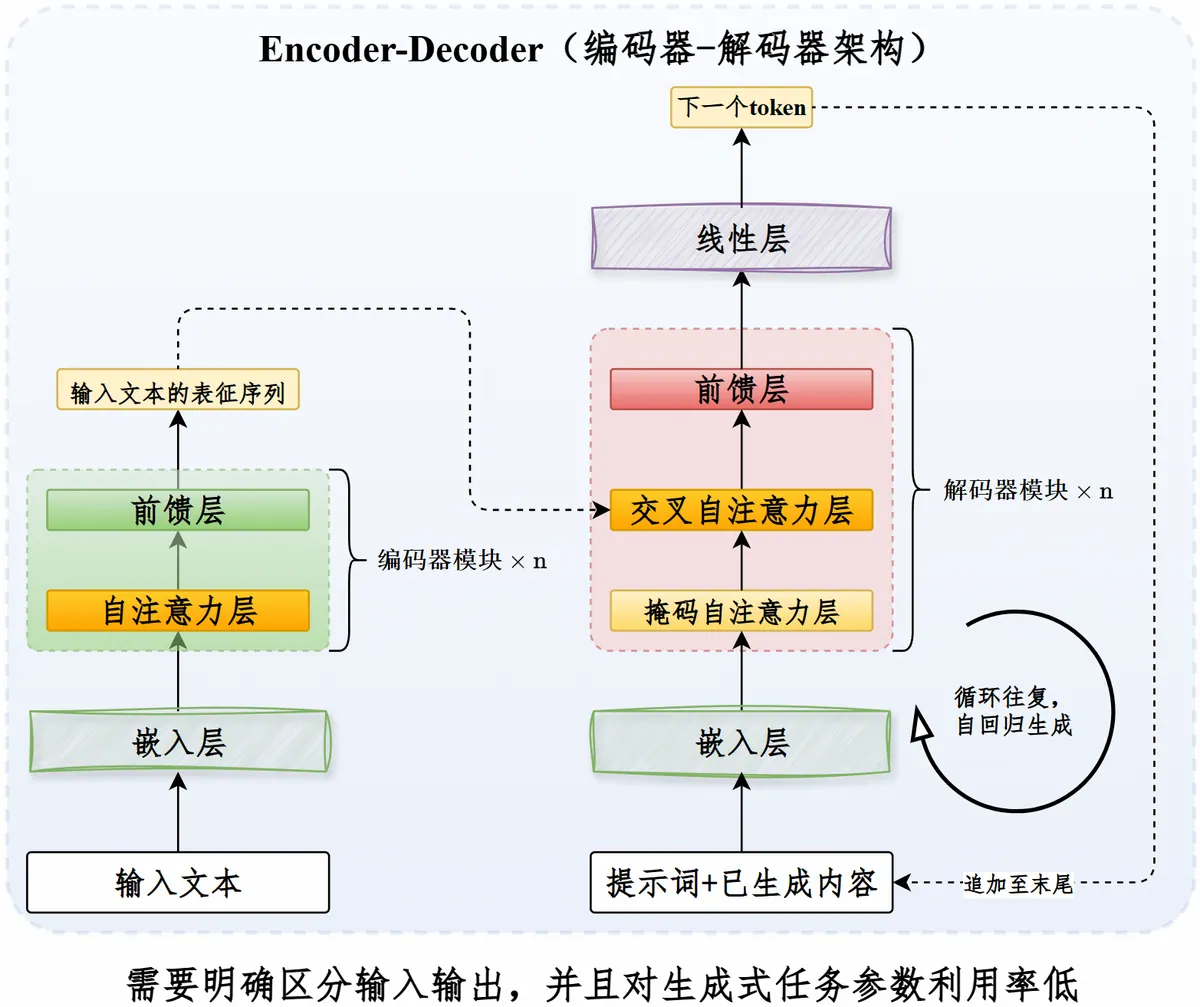 Encoder-Decoder（编码器-解码器架构）
下一个token
线性层
输入文本的表征序列
前馈层
前馈层
交叉自注意力层
解码器模块 × n
编码器模块 × n
自注意力层
掩码自注意力层
循环往复，
自回归生成
嵌入层
嵌入层
输入文本
提示词+已生成内容
追加至末尾
需要明确区分输入输出，并且对生成式任务参数利用率低